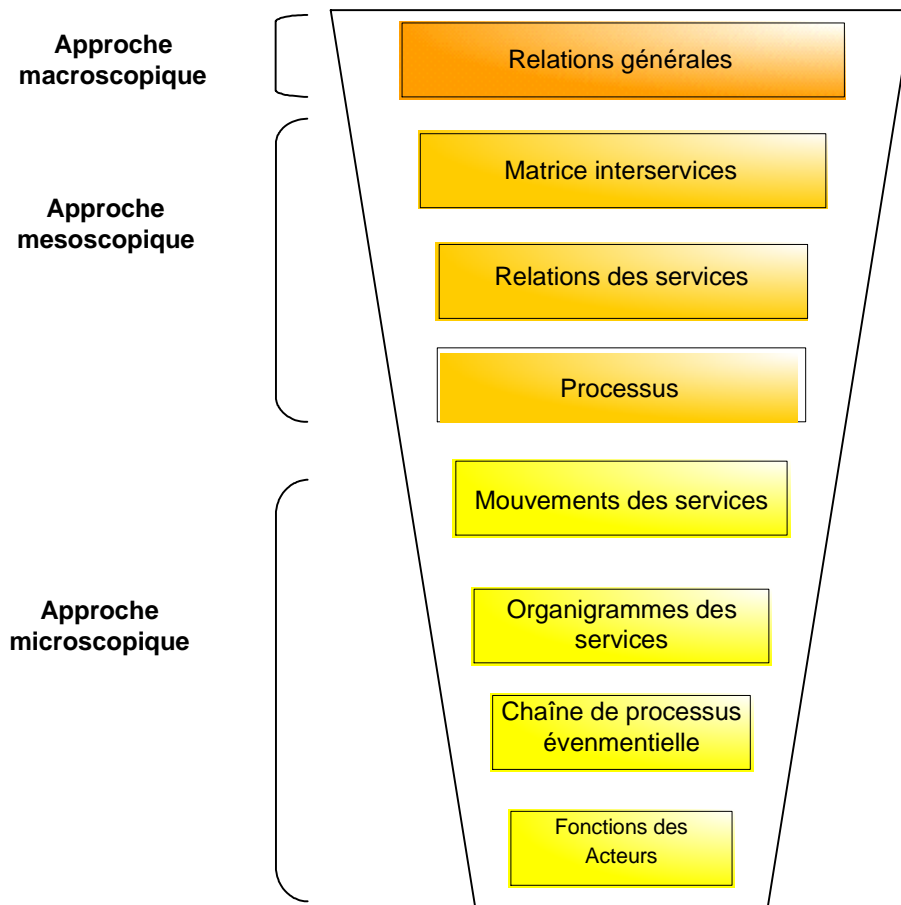 Approche
macroscopique
Relations générales
Approche
mesoscopique
Matrice interservices
Relations des services
Processus
Approche
microscopique
Mouvements des services
Organigrammes des
services
Chaîne de processus
évenmentielle
Fonctions des
Acteurs